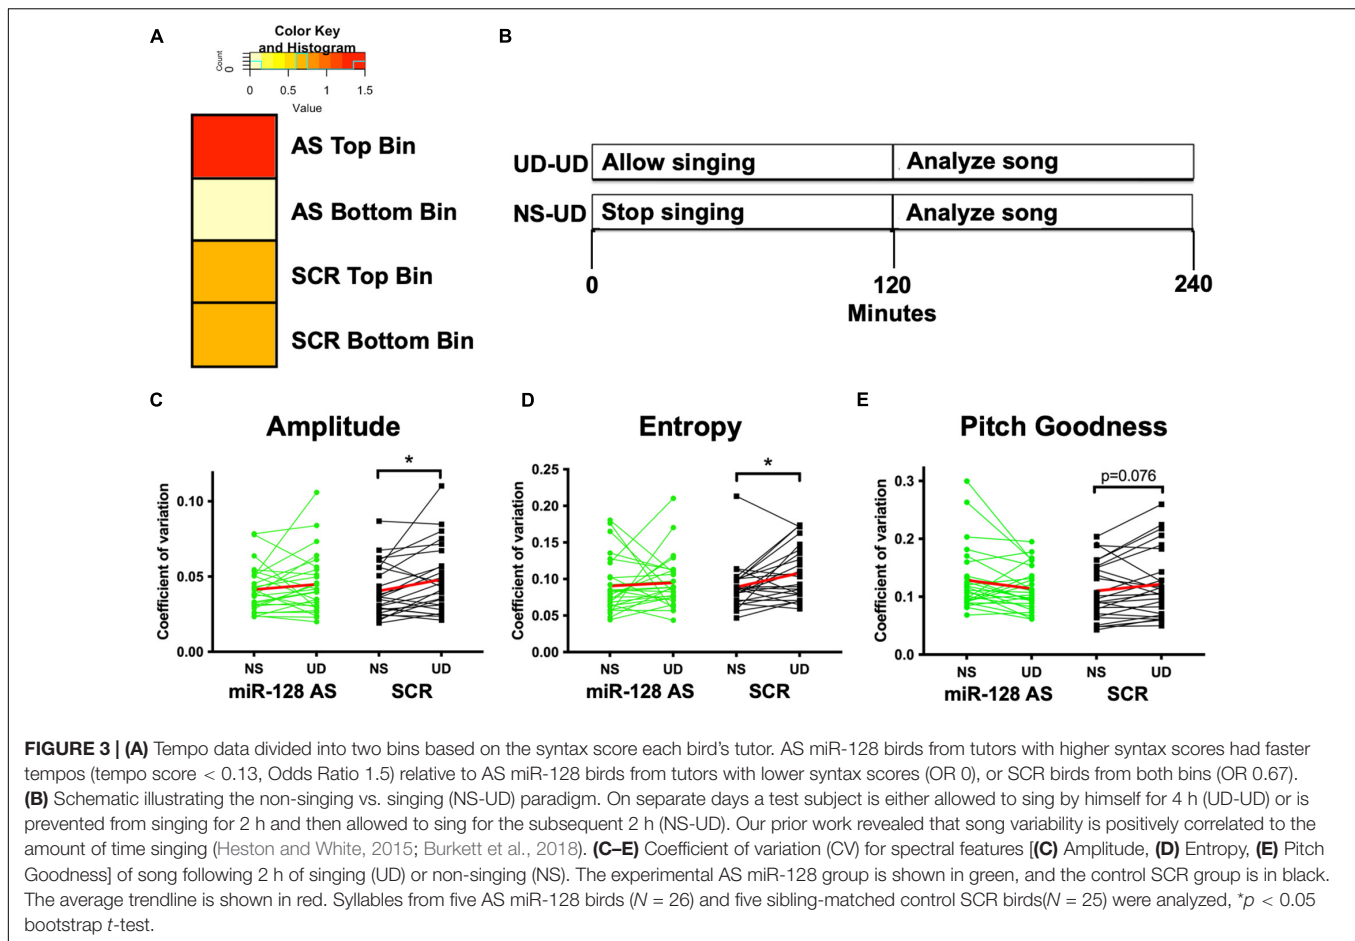 A
Color Key
and Histogram
Count
0
0 0.5 1 1.5
Value
AS Top Bin
AS Bottom Bin
SCR Top Bin
SCR Bottom Bin
B
UD-UD Allow singing Analyze song
NS-UD Stop singing Analyze song
0 120 240
Minutes
C
Amplitude
Coefficient of variation
0.10
0.05
0.00
*
NS UD NS UD
miR-128 AS SCR
D
Entropy
Coefficient of variation
0.25
0.20
0.15
0.10
0.05
0.00
*
NS UD NS UD
miR-128 AS SCR
E
Pitch Goodness
Coefficient of variation
0.3
0.2
0.1
0.0
p=0.076
NS UD NS UD
miR-128 AS SCR
FIGURE 3 | (A) Tempo data divided into two bins based on the syntax score each bird's tutor. AS miR-128 birds from tutors with higher syntax scores had faster
tempos (tempo score < 0.13, Odds Ratio 1.5) relative to AS miR-128 birds from tutors with lower syntax scores (OR 0), or SCR birds from both bins (OR 0.67).
(B) Schematic illustrating the non-singing vs. singing (NS-UD) paradigm. On separate days a test subject is either allowed to sing by himself for 4 h (UD-UD) or is
prevented from singing for 2 h and then allowed to sing for the subsequent 2 h (NS-UD). Our prior work revealed that song variability is positively correlated to the
amount of time singing (Heston and White, 2015; Burkett et al., 2018). (C–E) Coefficient of variation (CV) for spectral features [(C) Amplitude, (D) Entropy, (E) Pitch
Goodness] of song following 2 h of singing (UD) or non-singing (NS). The experimental AS miR-128 group is shown in green, and the control SCR group is in black.
The average trendline is shown in red. Syllables from five AS miR-128 birds (N = 26) and five sibling-matched control SCR birds(N = 25) were analyzed, *p < 0.05
bootstrap t-test.